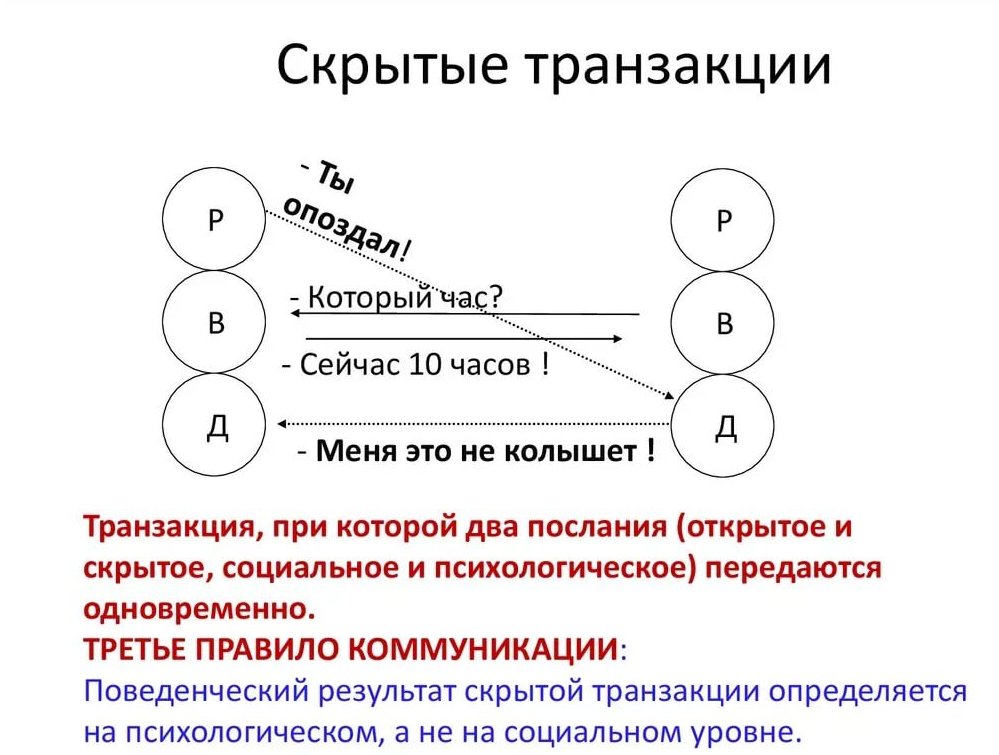 Скрытые транзакции
- Ты
опоздал!
Р
Р
- Который час?
В
В
- Сейчас 10 часов !
Д
Д
- Меня это не колышет !
Транзакция, при которой два послания (открытое и
скрытое, социальное и психологическое) передаются
одновременно.
ТРЕТЬЕ ПРАВИЛО КОММУНИКАЦИИ:
Поведенческий результат скрытой транзакции определяется
на психологическом, а не на социальном уровне.